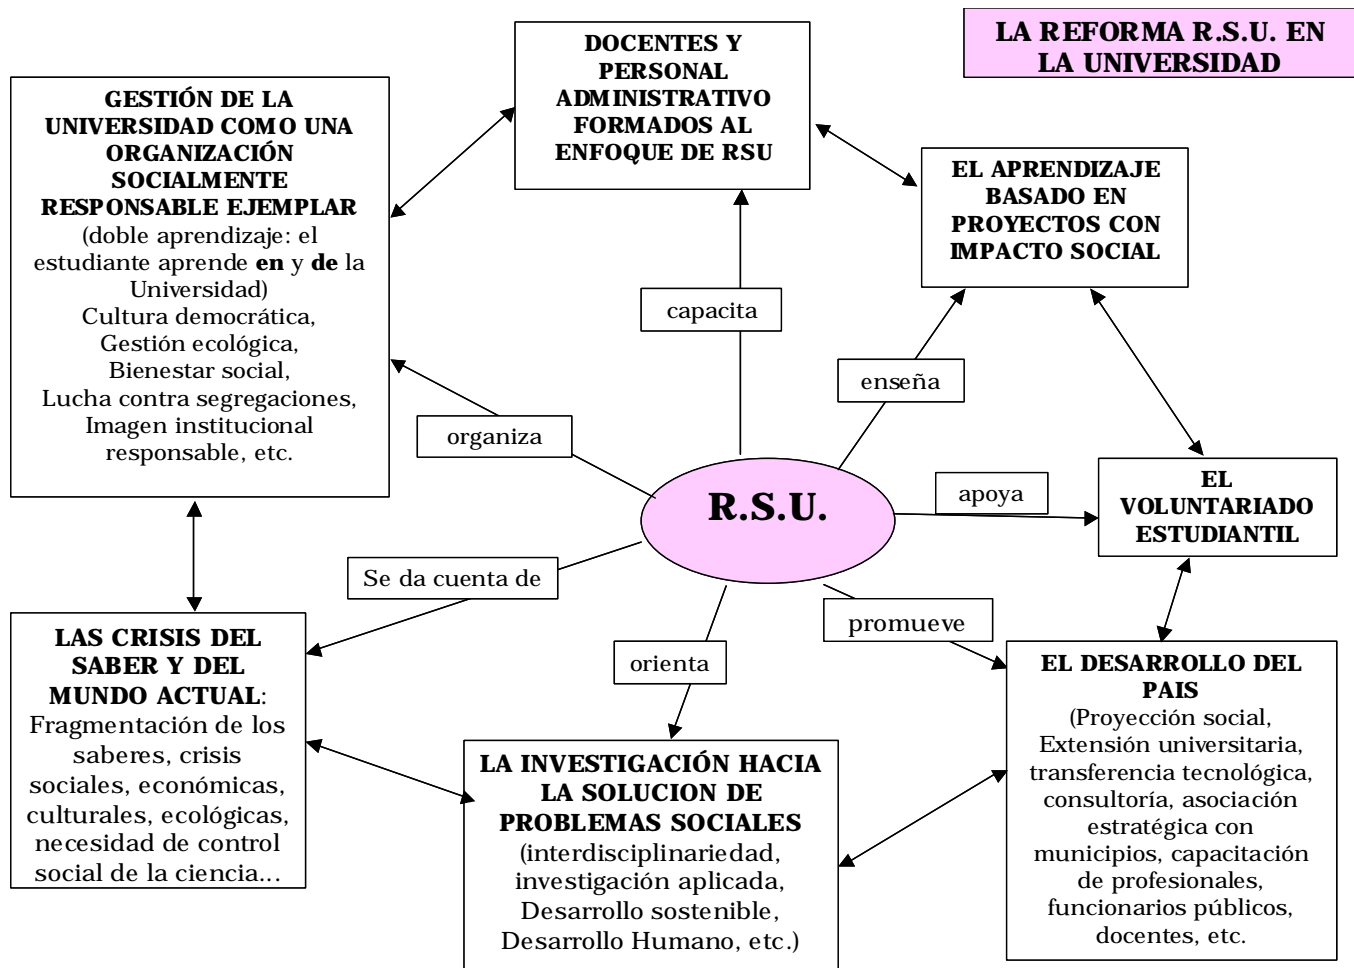 LA REFORMA R.S.U. EN
LA UNIVERSIDAD
DOCENTES Y
PERSONAL
ADMINISTRATIVO
FORMADOS AL
ENFOQUE DE RSU
GESTIÓN DE LA
UNIVERSIDAD COMO UNA
ORGANIZACIÓN
SOCIALMENTE
RESPONSABLE EJEMPLAR
(doble aprendizaje: el
estudiante aprende en y de la
Universidad)
Cultura democrática,
Gestión ecológica,
Bienestar social,
Lucha contra segregaciones,
Imagen institucional
responsable, etc.
EL APRENDIZAJE
BASADO EN
PROYECTOS CON
IMPACTO SOCIAL
capacita
enseña
organiza
R.S.U.
apoya
EL
VOLUNTARIADO
ESTUDIANTIL
Se da cuenta de
promueve
orienta
LAS CRISIS DEL
SABER Y DEL
MUNDO ACTUAL:
Fragmentación de los
saberes, crisis
sociales, económicas,
culturales, ecológicas,
necesidad de control
social de la ciencia...
LA INVESTIGACIÓN HACIA
LA SOLUCION DE
PROBLEMAS SOCIALES
(interdisciplinariedad,
investigación aplicada,
Desarrollo sostenible,
Desarrollo Humano, etc.)
EL DESARROLLO DEL
PAIS
(Proyección social,
Extensión universitaria,
transferencia tecnológica,
consultoría, asociación
estratégica con
municipios, capacitación
de profesionales,
funcionarios públicos,
docentes, etc.